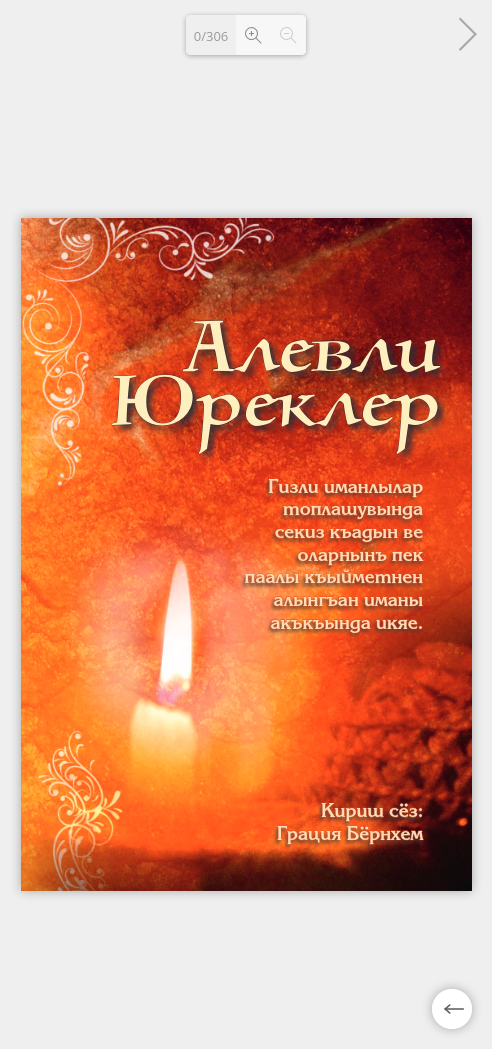 0/306
Алевли
Юреклер
Гизли иманлылар
топлашувында
секиз къадын ве
оларнынъ пек
паалы къыйметнен
алынгъан иманы
акъкъында икяе.
Кириш сёз:
Грация Бёрнхем